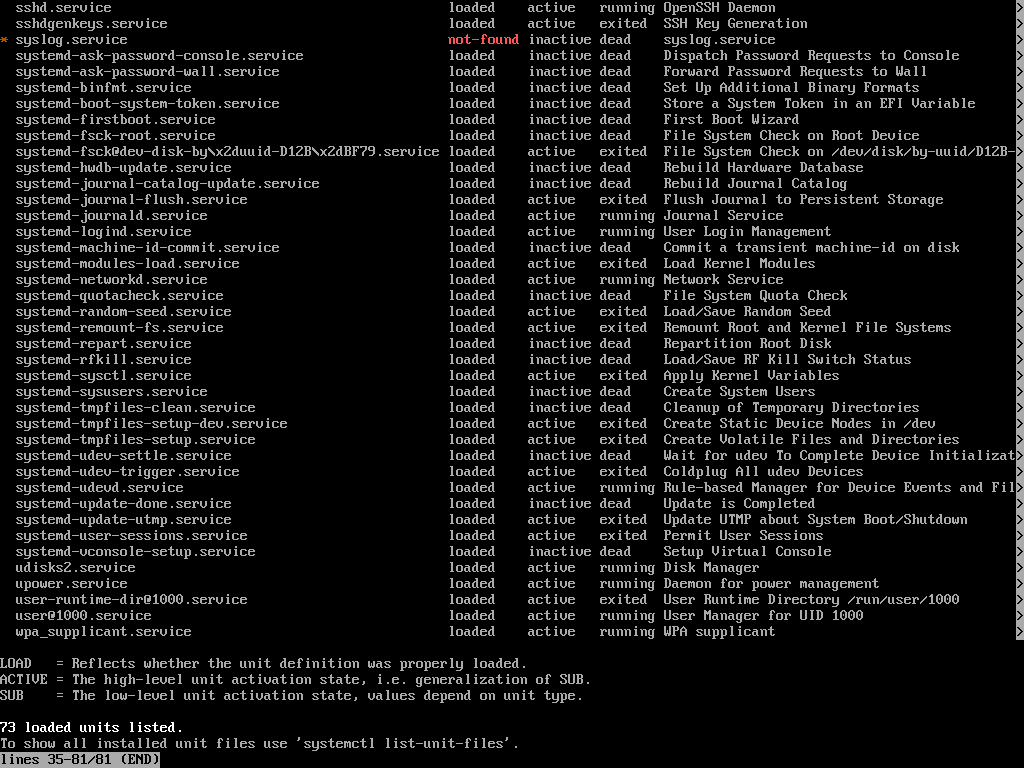 sshd.service loaded active running OpenSSH Daemon >
sshdgenkeys.service loaded active exited SSH Key Generation >
* syslog.service not-found inactive dead syslog.service >
systemd-ask-password-console.service loaded inactive dead Dispatch Password Requests to Console >
systemd-ask-password-wall.service loaded inactive dead Forward Password Requests to Wall >
systemd-binfmt.service loaded inactive dead Set Up Additional Binary Formats >
systemd-boot-system-token.service loaded inactive dead Store a System Token in an EFI Variable >
systemd-firstboot.service loaded inactive dead First Boot Wizard >
systemd-fsck-root.service loaded inactive dead File System Check on Root Device >
systemd-fsck@dev-disk-by\x2duuid-D12B\x2dBF79.service loaded active exited File System Check on /dev/disk/by-uuid/D12B->
systemd-hwdb-update.service loaded inactive dead Rebuild Hardware Database >
systemd-journal-catalog-update.service loaded inactive dead Rebuild Journal Catalog >
systemd-journal-flush.service loaded active exited Flush Journal to Persistent Storage >
systemd-journald.service loaded active running Journal Service >
systemd-logind.service loaded active running User Login Management >
systemd-machine-id-commit.service loaded inactive dead Commit a transient machine-id on disk >
systemd-modules-load.service loaded active exited Load Kernel Modules >
systemd-networkd.service loaded active running Network Service >
systemd-quotacheck.service loaded inactive dead File System Quota Check >
systemd-random-seed.service loaded active exited Load/Save Random Seed >
systemd-remount-fs.service loaded active exited Remount Root and Kernel File Systems >
systemd-repart.service loaded inactive dead Repartition Root Disk >
systemd-rfkill.service loaded inactive dead Load/Save RF Kill Switch Status >
systemd-sysctl.service loaded active exited Apply Kernel Variables >
systemd-sysusers.service loaded inactive dead Create System Users >
systemd-tmpfiles-clean.service loaded inactive dead Cleanup of Temporary Directories >
systemd-tmpfiles-setup-dev.service loaded active exited Create Static Device Nodes in /dev >
systemd-tmpfiles-setup.service loaded active exited Create Volatile Files and Directories >
systemd-udev-settle.service loaded inactive dead Wait for udev To Complete Device Initializat>
systemd-udev-trigger.service loaded active exited Coldplug All udev Devices >
systemd-udevd.service loaded active running Rule-based Manager for Device Events and Fil>
systemd-update-done.service loaded inactive dead Update is Completed >
systemd-update-utmp.service loaded active exited Update UTMP about System Boot/Shutdown >
systemd-user-sessions.service loaded active exited Permit User Sessions >
systemd-vconsole-setup.service loaded inactive dead Setup Virtual Console >
udisks2.service loaded active running Disk Manager >
upower.service loaded active running Daemon for power management >
user-runtime-dir@1000.service loaded active exited User Runtime Directory /run/user/1000 >
user@1000.service loaded active running User Manager for UID 1000 >
wpa_supplicant.service loaded active running WPA supplicant >
LOAD = Reflects whether the unit definition was properly loaded.
ACTIVE = The high-level unit activation state, i.e. generalization of SUB.
SUB = The low-level unit activation state, values depend on unit type.
73 loaded units listed.
To show all installed unit files use 'systemctl list-unit-files'.
lines 35-81/81 (END)